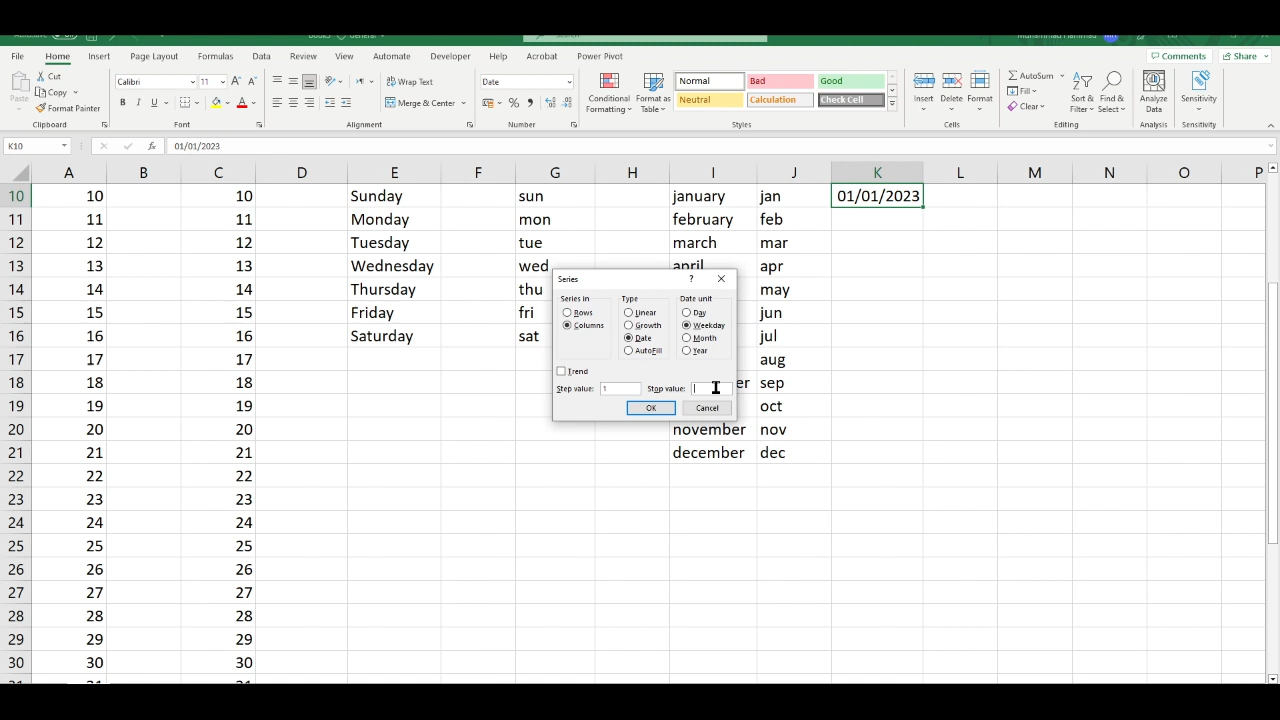 File Home Insert Page Layout Formulas Data Review View Automate Developer Help Acrobat Power Pivot Comments Share
Paste Cut Copy Format Painter Clipboard
Calibri 11 B I U Font
Wrap Text Merge & Center Alignment
Date % Number
Conditional Formatting Format as Table Normal Bad Good Neutral Calculation Check Cell Styles
Insert Delete Format Cells
AutoSum Fill Clear Sort & Filter Find & Select Editing
Analyze Data Analysis
Sensitivity Sensitivity
K10 fx 01/01/2023
A B C D E F G H I J K L M N O P
10 10 10 Sunday sun january jan 01/01/2023
11 11 11 Monday mon february feb
12 12 12 Tuesday tue march mar
13 13 13 Wednesday wed april apr
14 14 14 Thursday thu may
15 15 15 Friday fri jun
16 16 16 Saturday sat jul
17 17 17 aug
18 18 18 er sep
19 19 19 oct
20 20 20 november nov
21 21 21 december dec
22 22 22
23 23 23
24 24 24
25 25 25
26 26 26
27 27 27
28 28 28
29 29 29
30 30 30
Series ?
Series in Type Date unit
Rows Linear Day
Columns Growth Weekday
Date Month
AutoFill Year
Trend
Step value: 1 Stop value:
OK Cancel